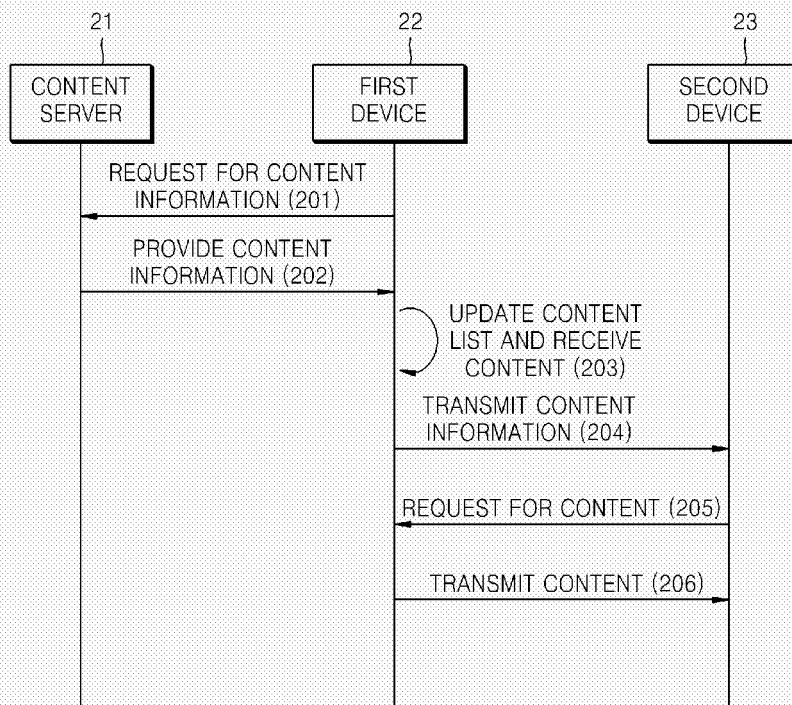 21
22
23
CONTENT
SERVER
FIRST
DEVICE
SECOND
DEVICE
REQUEST FOR CONTENT
INFORMATION (201)
PROVIDE CONTENT
INFORMATION (202)
UPDATE CONTENT
LIST AND RECEIVE
CONTENT (203)
TRANSMIT CONTENT
INFORMATION (204)
REQUEST FOR CONTENT (205)
TRANSMIT CONTENT (206)